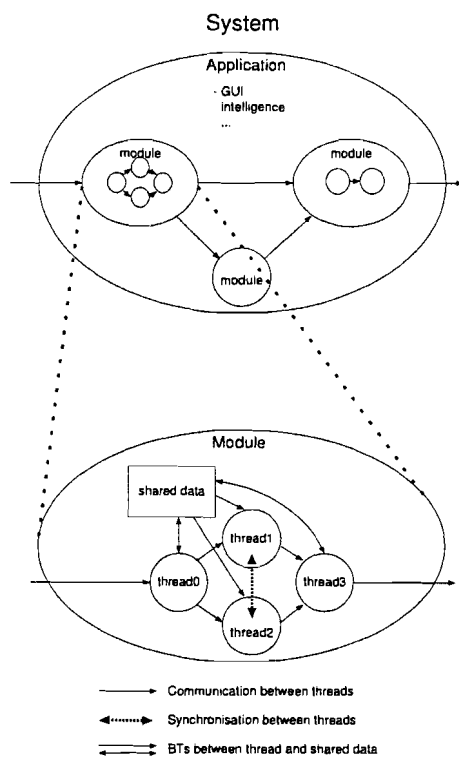 System
Application
- GUI
intelligence
...
module
module
module
Module
shared data
thread1
thread0
thread3
thread2
Communication between threads
Synchronisation between threads
BTs between thread and shared data